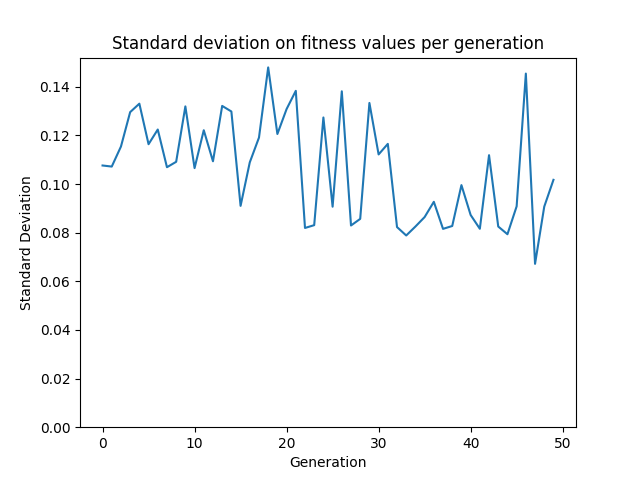 Standard deviation on fitness values per generation
0.14
0.12
0.10
0.08
0.06
0.04
0.02
0.00
Standard Deviation
0 10 20 30 40 50
Generation